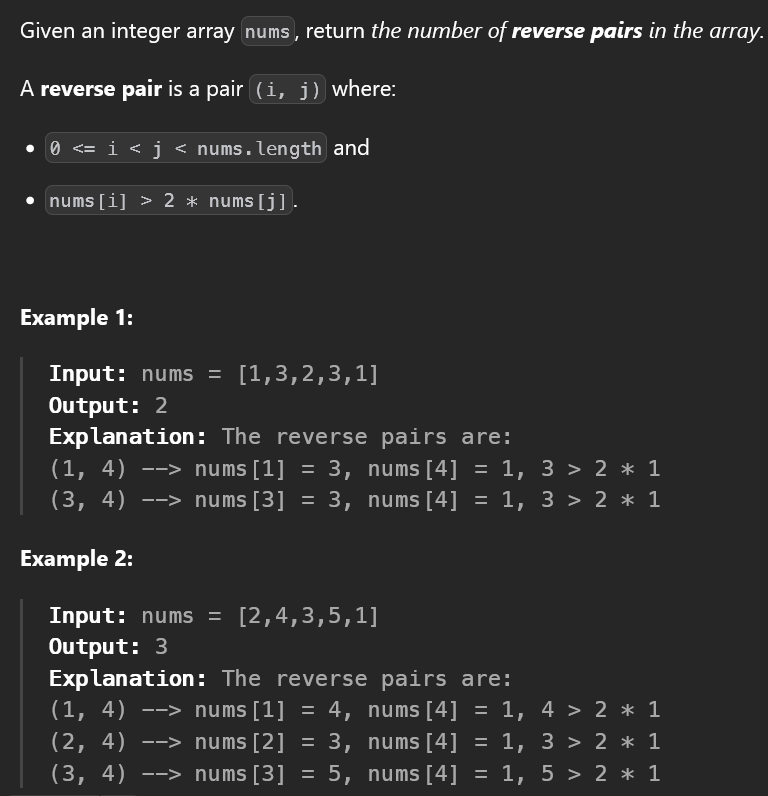 Given an integer array nums, return the number of reverse pairs in the array.
A reverse pair is a pair (i, j) where:
• 0 <= i < j < nums.length and
• nums[i] > 2 * nums[j].
Example 1:
Input: nums = [1,3,2,3,1]
Output: 2
Explanation: The reverse pairs are:
(1, 4) --> nums[1] = 3, nums[4] = 1, 3 > 2 * 1
(3, 4) --> nums[3] = 3, nums[4] = 1, 3 > 2 * 1
Example 2:
Input: nums = [2,4,3,5,1]
Output: 3
Explanation: The reverse pairs are:
(1, 4) --> nums[1] = 4, nums[4] = 1, 4 > 2 * 1
(2, 4) --> nums[2] = 3, nums[4] = 1, 3 > 2 * 1
(3, 4) --> nums[3] = 5, nums[4] = 1, 5 > 2 * 1